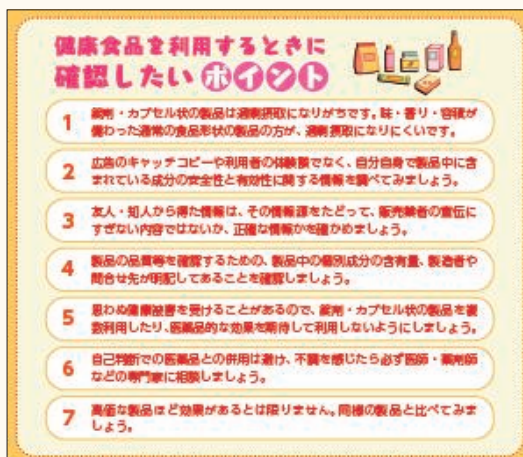 健康食品を利用するときに
確認したい ポイント
1 錠剤・カプセル状の製品は過剰摂取になりがちです。味・香り・容積が
備わった通常の食品形状の製品の方が、過剰摂取になりにくいです。
2 広告のキャッチコピーや利用者の体験談でなく、自分自身で製品中に含
まれている成分の安全性と有効性に関する情報を調べてみましょう。
3 友人・知人から得た情報は、その情報源をたどって、販売業者の宣伝に
すぎない内容ではないか、正確な情報かを確かめましょう。
4 製品の品質等を確認するための、製品中の個別成分の含有量、製造者や
問合せ先が明記してあることを確認しましょう。
5 思わぬ健康被害を受けることがあるので、錠剤・カプセル状の製品を複
数利用したり、医薬品的な効果を期待して利用しないようにしましょう。
6 自己判断での医薬品との併用は避け、不調を感じたら必ず医師・薬剤師
などの専門家に相談しましょう。
7 高価な製品ほど効果があるとは限りません。同様の製品と比べてみま
しょう。